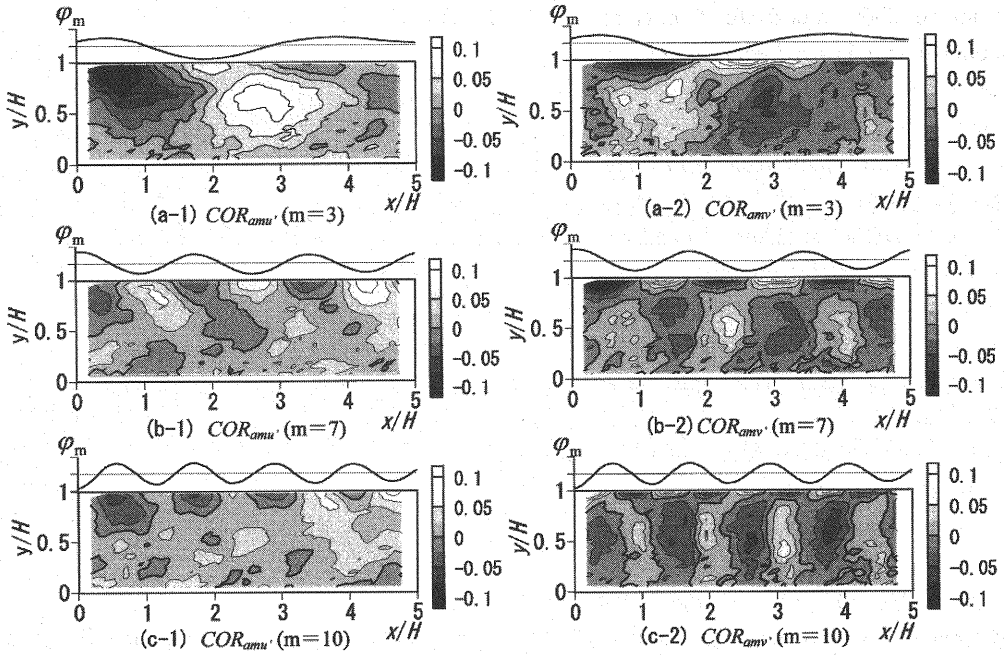 φm
φm
1
0.5
0
y/H
0 1 2 3 4 5
x/H
0.1
0.05
0
-0.05
-0.1
(a-1) CORamu' (m=3)
1
0.5
0
y/H
0 1 2 3 4 5
x/H
0.1
0.05
0
-0.05
-0.1
(a-2) CORamv' (m=3)
φm
φm
1
0.5
0
y/H
0 1 2 3 4 5
x/H
0.1
0.05
0
-0.05
-0.1
(b-1) CORamu' (m=7)
1
0.5
0
y/H
0 1 2 3 4 5
x/H
0.1
0.05
0
-0.05
-0.1
(b-2) CORamv' (m=7)
φm
φm
1
0.5
0
y/H
0 1 2 3 4 5
x/H
0.1
0.05
0
-0.05
-0.1
(c-1) CORamu' (m=10)
1
0.5
0
y/H
0 1 2 3 4 5
x/H
0.1
0.05
0
-0.05
-0.1
(c-2) CORamv' (m=10)